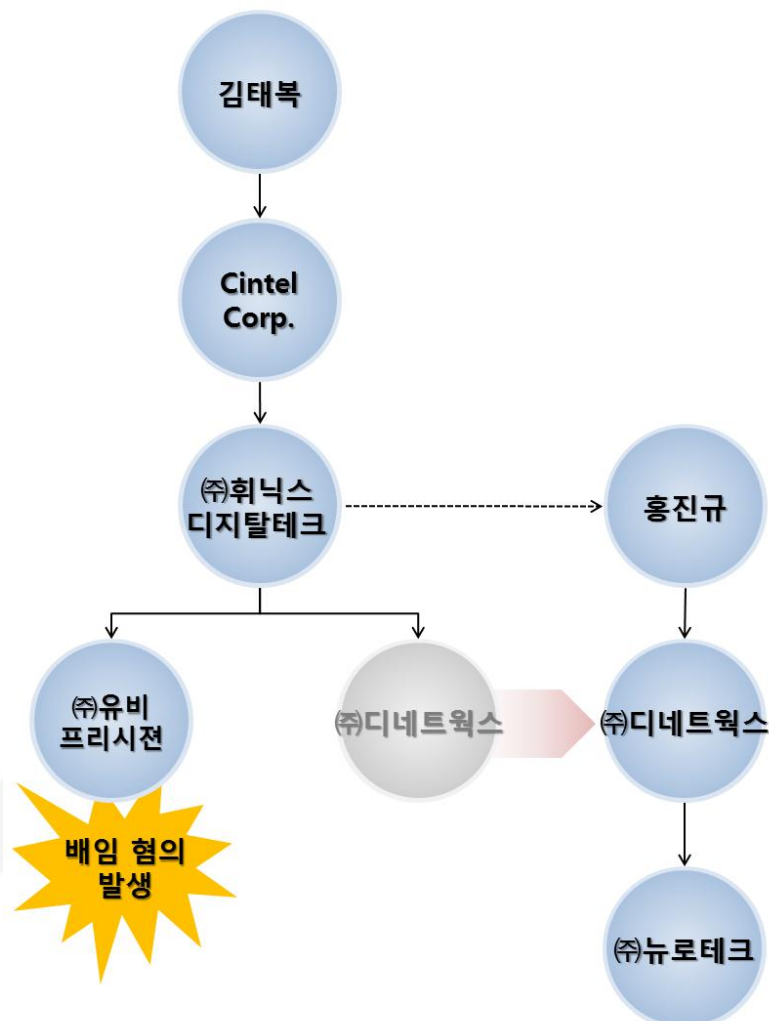 김태복
Cintel
Corp.
㈜휘닉스
디지탈테크
홍진규
㈜유비
프리시젼
㈜디네트웍스
㈜디네트웍스
배임 혐의
발생
㈜뉴로테크